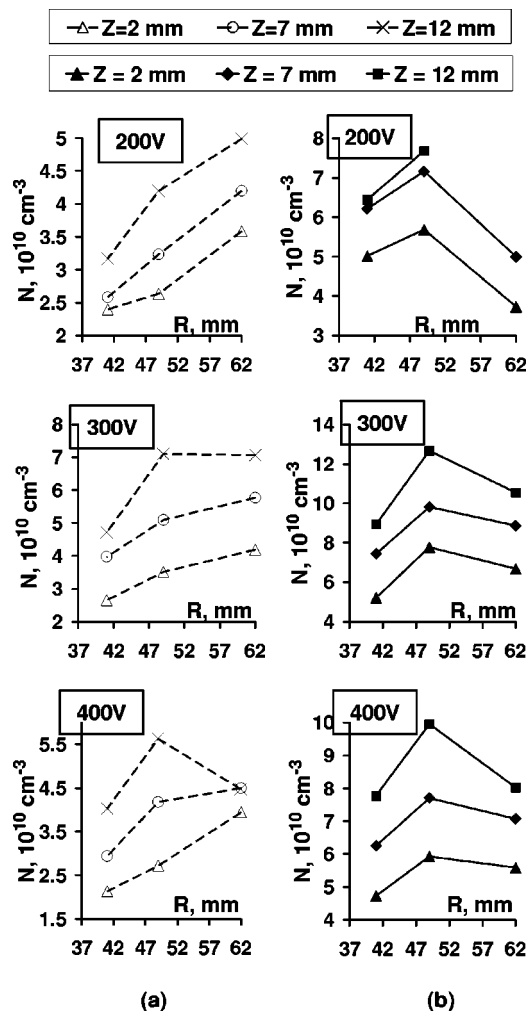 Z=2 mm Z=7 mm Z=12 mm
Z = 2 mm Z = 7 mm Z = 12 mm
200V
5
4.5
4
3.5
3
2.5
2
N, 10¹⁰ cm⁻³
R, mm
37 42 47 52 57 62
200V
8
7
6
5
4
3
N, 10¹⁰ cm⁻³
R, mm
37 42 47 52 57 62
300V
8
7
6
5
4
3
2
N, 10¹⁰ cm⁻³
R, mm
37 42 47 52 57 62
300V
14
12
10
8
6
4
N, 10¹⁰ cm⁻³
R, mm
37 42 47 52 57 62
400V
5.5
4.5
3.5
2.5
1.5
N, 10¹⁰ cm⁻³
R, mm
37 42 47 52 57 62
400V
10
9
8
7
6
5
4
N, 10¹⁰ cm⁻³
R, mm
37 42 47 52 57 62
(a) (b)